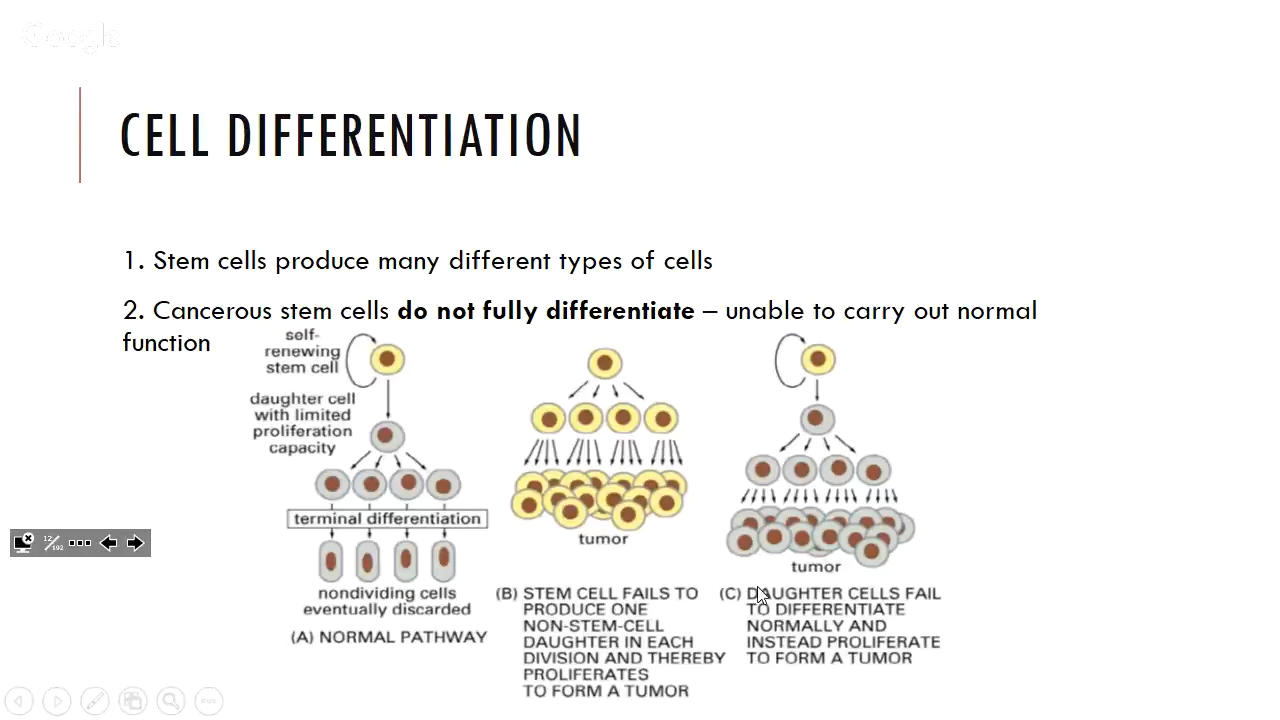 Google
CELL DIFFERENTIATION
1. Stem cells produce many different types of cells
2. Cancerous stem cells do not fully differentiate – unable to carry out normal
function
self-
renewing
stem cell
daughter cell
with limited
proliferation
capacity
terminal differentiation
nondividing cells
eventually discarded
(A) NORMAL PATHWAY
tumor
(B) STEM CELL FAILS TO
PRODUCE ONE
NON-STEM-CELL
DAUGHTER IN EACH
DIVISION AND THEREBY
PROLIFERATES
TO FORM A TUMOR
tumor
(C) DAUGHTER CELLS FAIL
TO DIFFERENTIATE
NORMALLY AND
INSTEAD PROLIFERATE
TO FORM A TUMOR
12/192